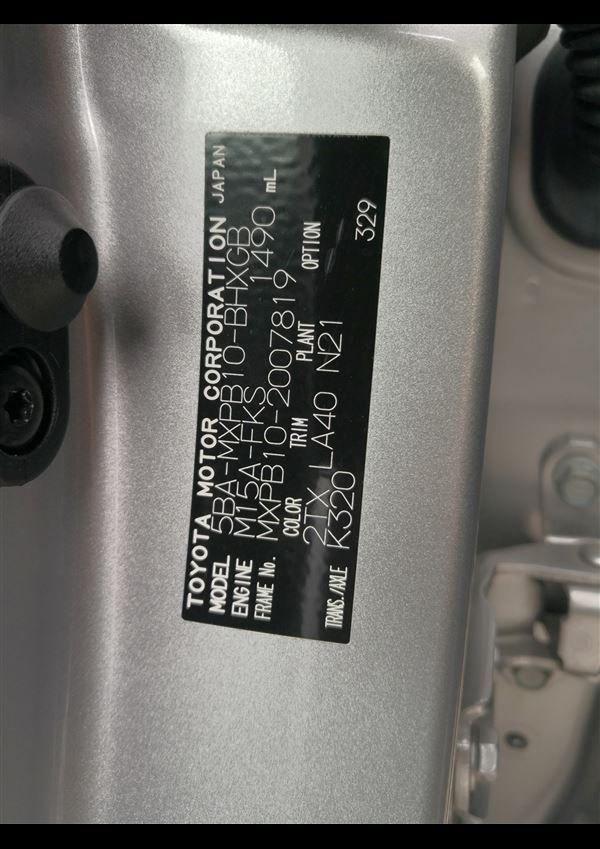 TOYOTA MOTOR CORPORATION JAPAN
MODEL 5BA-MXPB10-BHXGB
ENGINE M15A-FKS 1490 mL
FRAME No. MXPB10-2007819
COLOR TRIM PLANT OPTION
2TX LA40 N21
TRANS./AXLE K320 329